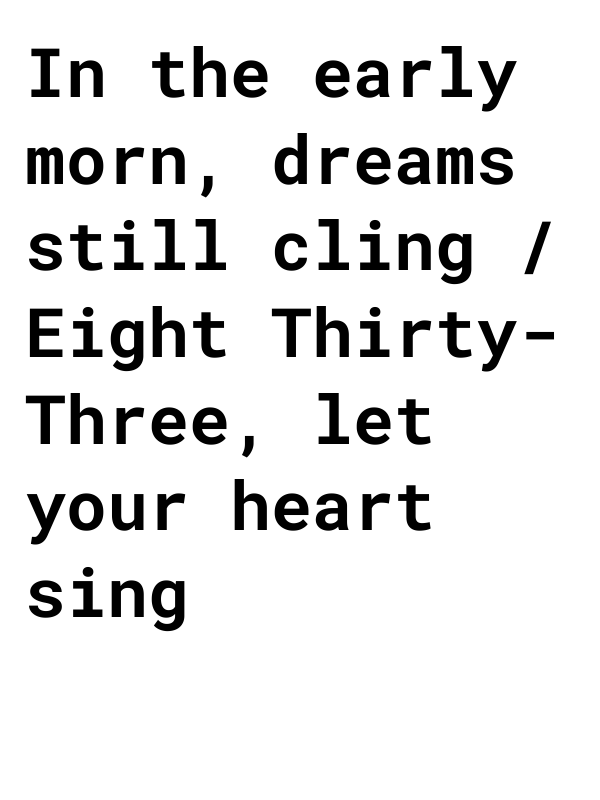 In the early
morn, dreams
still cling /
Eight Thirty-
Three, let
your heart
sing